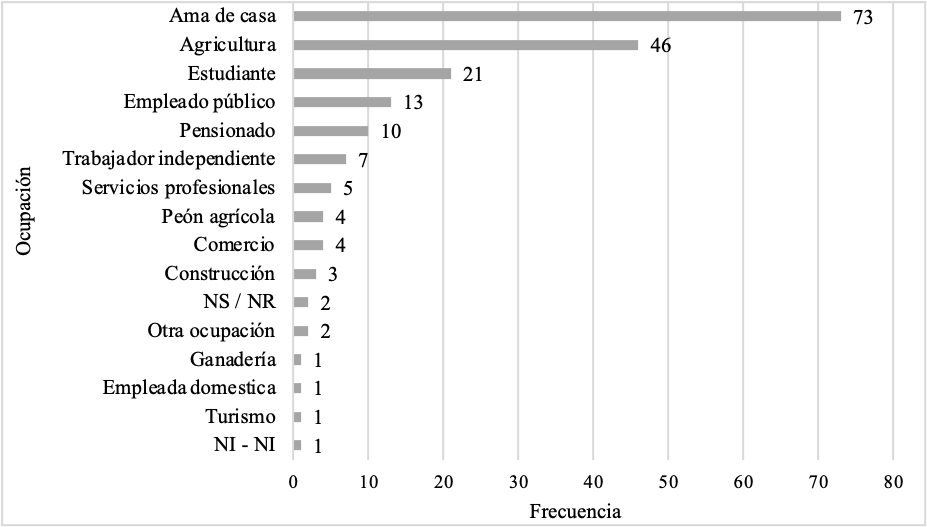 Ama de casa 73
Agricultura 46
Estudiante 21
Empleado público 13
Pensionado 10
Trabajador independiente 7
Servicios profesionales 5
Peón agrícola 4
Comercio 4
Construcción 3
NS / NR 2
Otra ocupación 2
Ganadería 1
Empleada domestica 1
Turismo 1
NI - NI 1
Ocupación
0 10 20 30 40 50 60 70 80
Frecuencia